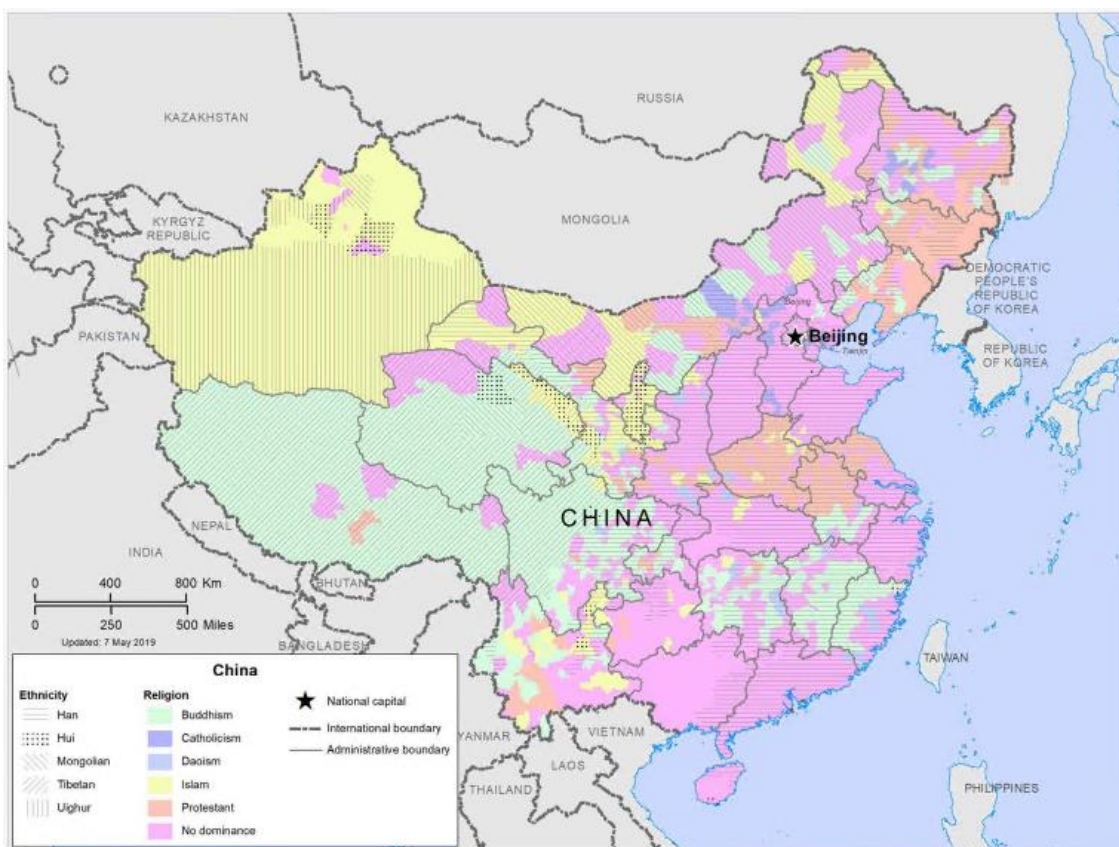 RUSSIA
KAZAKHSTAN
MONGOLIA
KYRGYZ
REPUBLIC
DEMOCRATIC
PEOPLE'S
REPUBLIC
OF KOREA
Beijing
Beijing
Tianjin
PAKISTAN
REPUBLIC
OF KOREA
CHINA
NEPAL
INDIA
BHUTAN
0 400 800 Km
0 250 500 Miles
Updated: 7 May 2019
BANGLADESH
TAIWAN
YANMAR
VIETNAM
LAOS
THAILAND
PHILIPPINES
China
Ethnicity
Han
Hui
Mongolian
Tibetan
Uighur
Religion
Buddhism
Catholicism
Daoism
Islam
Protestant
No dominance
National capital
International boundary
Administrative boundary